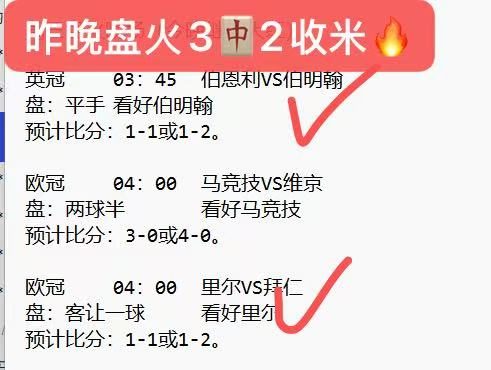 昨晚盘火3🀄2收米🔥
英冠 03：45 伯恩利VS伯明翰
盘：平手 看好伯明翰
预计比分：1-1或1-2。
欧冠 04：00 马竞技VS维京
盘：两球半 看好马竞技
预计比分：3-0或4-0。
欧冠 04：00 里尔VS拜仁
盘：客让一球 看好里尔
预计比分：1-1或1-2。